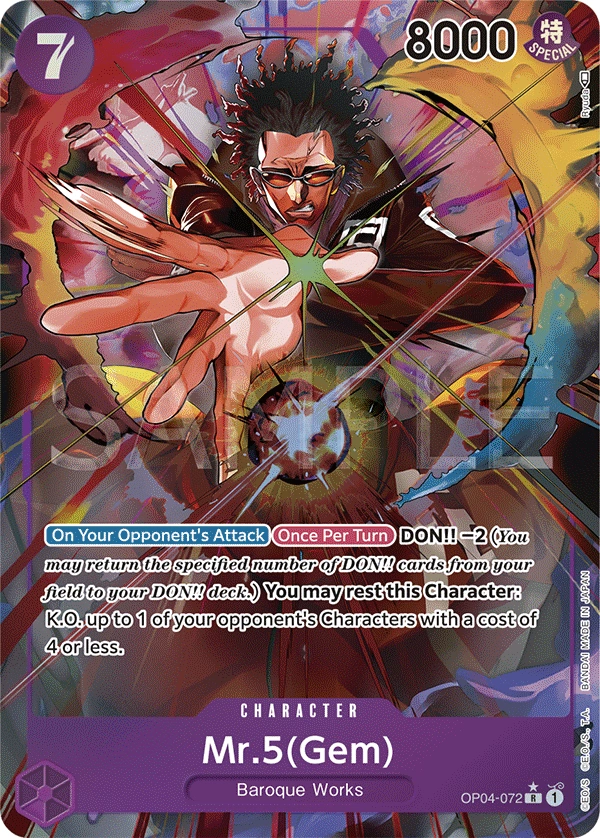 7
8000
特
SPECIAL
Ryuda
SAMPLE
On Your Opponent's Attack Once Per Turn DON!! −2 (You
may return the specified number of DON!! cards from your
field to your DON!! deck.) You may rest this Character:
K.O. up to 1 of your opponent's Characters with a cost of
4 or less.
CHARACTER
Mr.5(Gem)
Baroque Works
OP04-072 R 1
©ED/S ©E.O./S., T.A. BANDAI MADE IN JAPAN